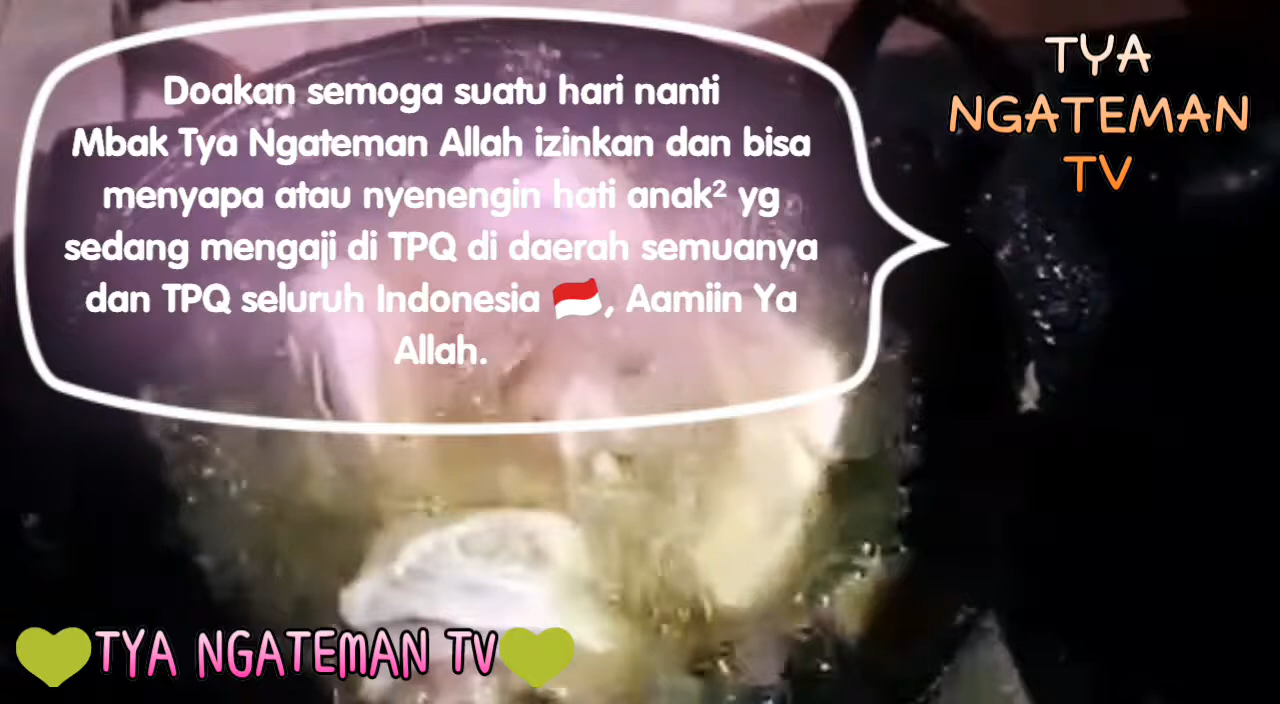 Doakan semoga suatu hari nanti
Mbak Tya Ngateman Allah izinkan dan bisa
menyapa atau nyenengin hati anak² yg
sedang mengaji di TPQ di daerah semuanya
dan TPQ seluruh Indonesia 🇮🇩, Aamiin Ya
Allah.
TYA
NGATEMAN
TV
💚TYA NGATEMAN TV💚